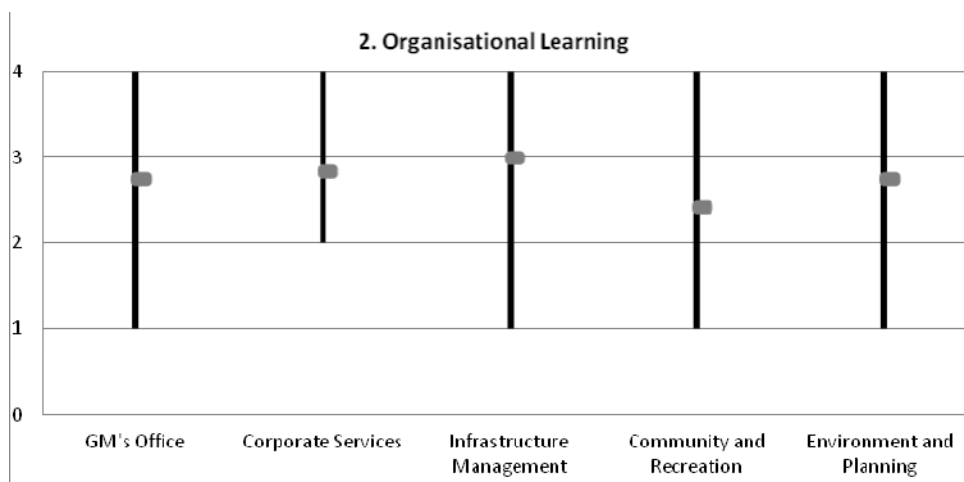 2. Organisational Learning
4
3
2
1
0
GM's Office
Corporate Services
Infrastructure
Management
Community and
Recreation
Environment and
Planning